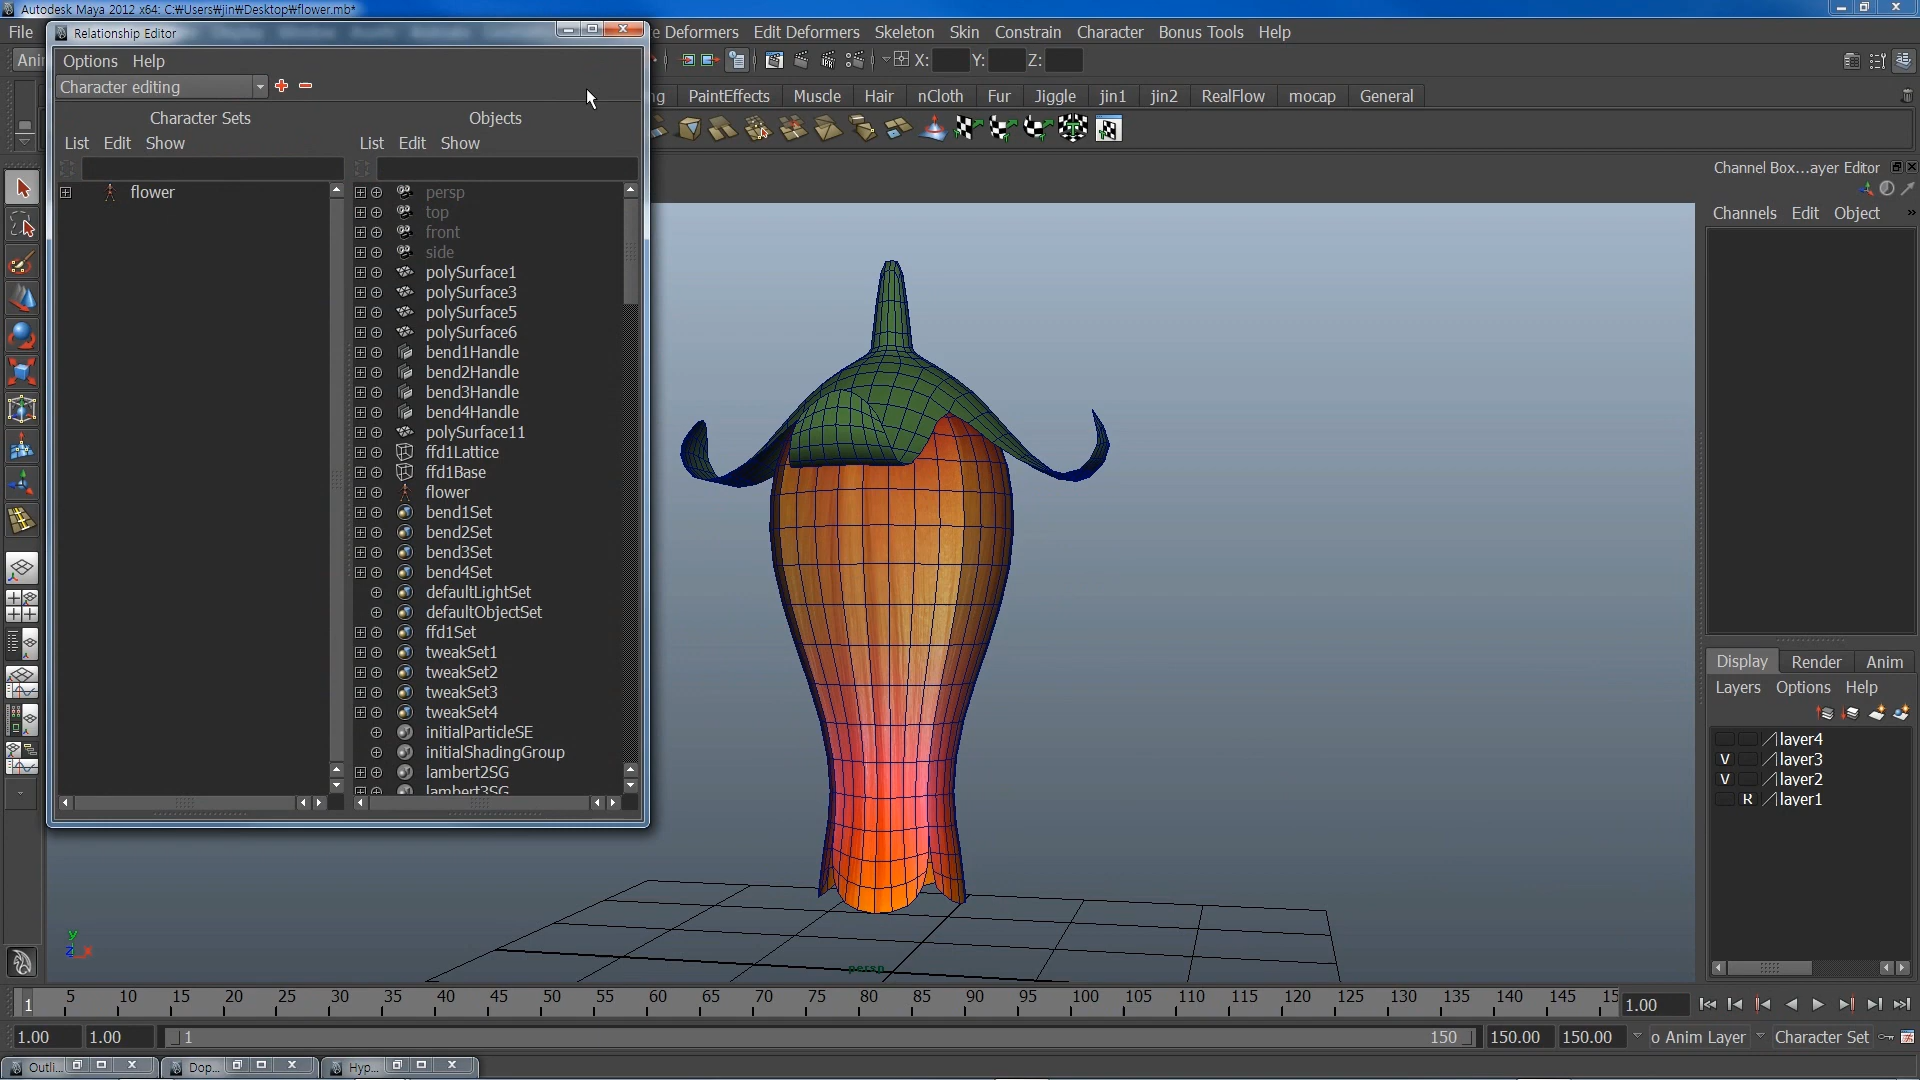 Autodesk Maya 2012 x64: C:₩Users₩jin₩Desktop₩flower.mb*
File
Relationship Editor
e Deformers Edit Deformers Skeleton Constrain Character Bonus Tools Help
Skin
Ani
Options Help
X: Y: Z:
Character editing
ng PaintEffects Muscle Hair nCloth Fur Jiggle jin1 jin2 RealFlow mocap General
Character Sets
Objects
List Edit Show
List Edit Show
flower
persp
top
front
side
polySurface1
polySurface3
polySurface5
polySurface6
bend1Handle
bend2Handle
bend3Handle
bend4Handle
polySurface11
ffd1Lattice
ffd1Base
flower
bend1Set
bend2Set
bend3Set
bend4Set
defaultLightSet
defaultObjectSet
ffd1Set
tweakSet1
tweakSet2
tweakSet3
tweakSet4
initialParticleSE
initialShadingGroup
lambert2SG
lambert3SG
Channel Box...ayer Editor
Channels Edit Object »
Display Render Anim
Layers Options Help
layer4
V layer3
V layer2
R layer1
y
z x
persp
1 5 10 15 20 25 30 35 40 45 50 55 60 65 70 75 80 85 90 95 100 105 110 115 120 125 130 135 140 145 15 1.00
1.00 1.00 1 150 150.00 150.00 o Anim Layer Character Set
Outli... Dop... Hyp...